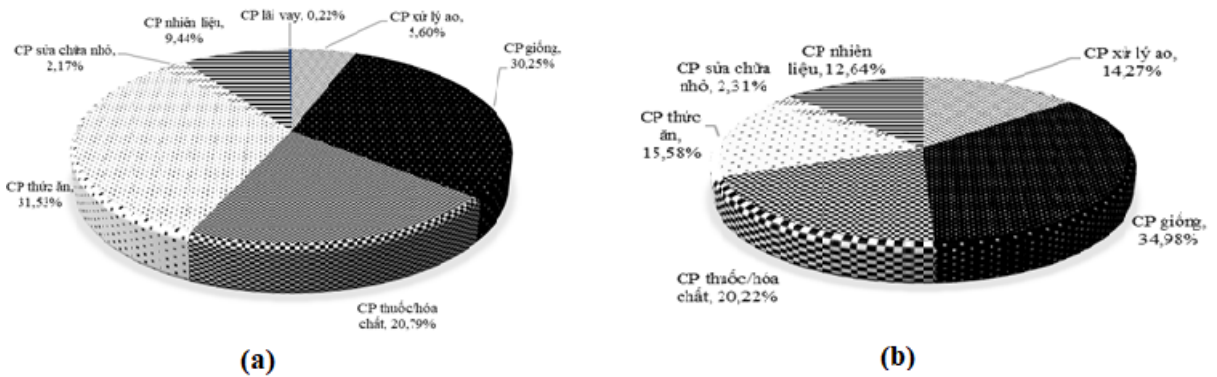 CP nhiên liệu,
9,44%
CP lãi vay, 0,22%
CP xử lý ao,
5,60%
CP giống,
30,25%
CP sửa chữa nhỏ,
2,17%
CP thức ăn,
31,53%
CP thuốc/hóa
chất, 20,79%
(a)
CP nhiên
liệu, 12,64%
CP xử lý ao,
14,27%
CP sửa chữa
nhỏ, 2,31%
CP thức
ăn,
15,58%
CP giống,
34,98%
CP thuốc/hóa
chất, 20,22%
(b)